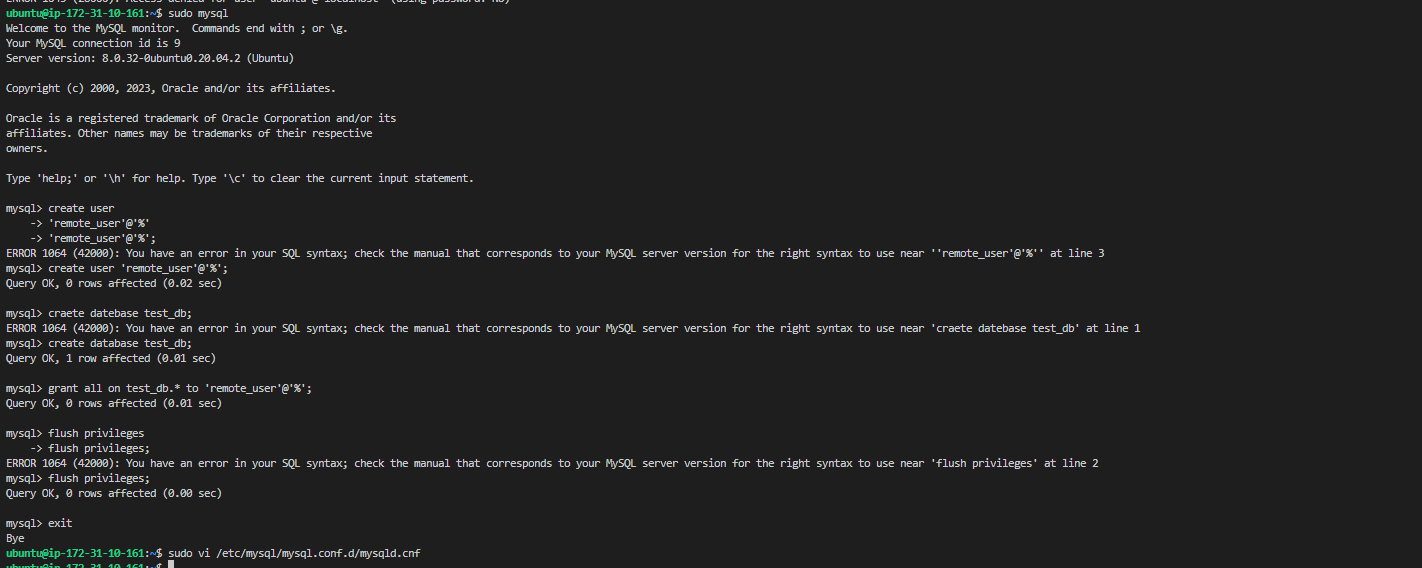 ERROR 1045 (28000): Access denied for user 'ubuntu'@'localhost' (using password: NO)
ubuntu@ip-172-31-10-161:~$ sudo mysql
Welcome to the MySQL monitor.  Commands end with ; or \g.
Your MySQL connection id is 9
Server version: 8.0.32-0ubuntu0.20.04.2 (Ubuntu)
Copyright (c) 2000, 2023, Oracle and/or its affiliates.
Oracle is a registered trademark of Oracle Corporation and/or its
affiliates. Other names may be trademarks of their respective
owners.
Type 'help;' or '\h' for help. Type '\c' to clear the current input statement.
mysql> create user
    -> 'remote_user'@'%'
    -> 'remote_user'@'%';
ERROR 1064 (42000): You have an error in your SQL syntax; check the manual that corresponds to your MySQL server version for the right syntax to use near ''remote_user'@'%'' at line 3
mysql> create user 'remote_user'@'%';
Query OK, 0 rows affected (0.02 sec)
mysql> craete datebase test_db;
ERROR 1064 (42000): You have an error in your SQL syntax; check the manual that corresponds to your MySQL server version for the right syntax to use near 'craete datebase test_db' at line 1
mysql> create database test_db;
Query OK, 1 row affected (0.01 sec)
mysql> grant all on test_db.* to 'remote_user'@'%';
Query OK, 0 rows affected (0.01 sec)
mysql> flush privileges
    -> flush privileges;
ERROR 1064 (42000): You have an error in your SQL syntax; check the manual that corresponds to your MySQL server version for the right syntax to use near 'flush privileges' at line 2
mysql> flush privileges;
Query OK, 0 rows affected (0.00 sec)
mysql> exit
Bye
ubuntu@ip-172-31-10-161:~$ sudo vi /etc/mysql/mysql.conf.d/mysqld.cnf
ubuntu@ip-172-31-10-161:~$